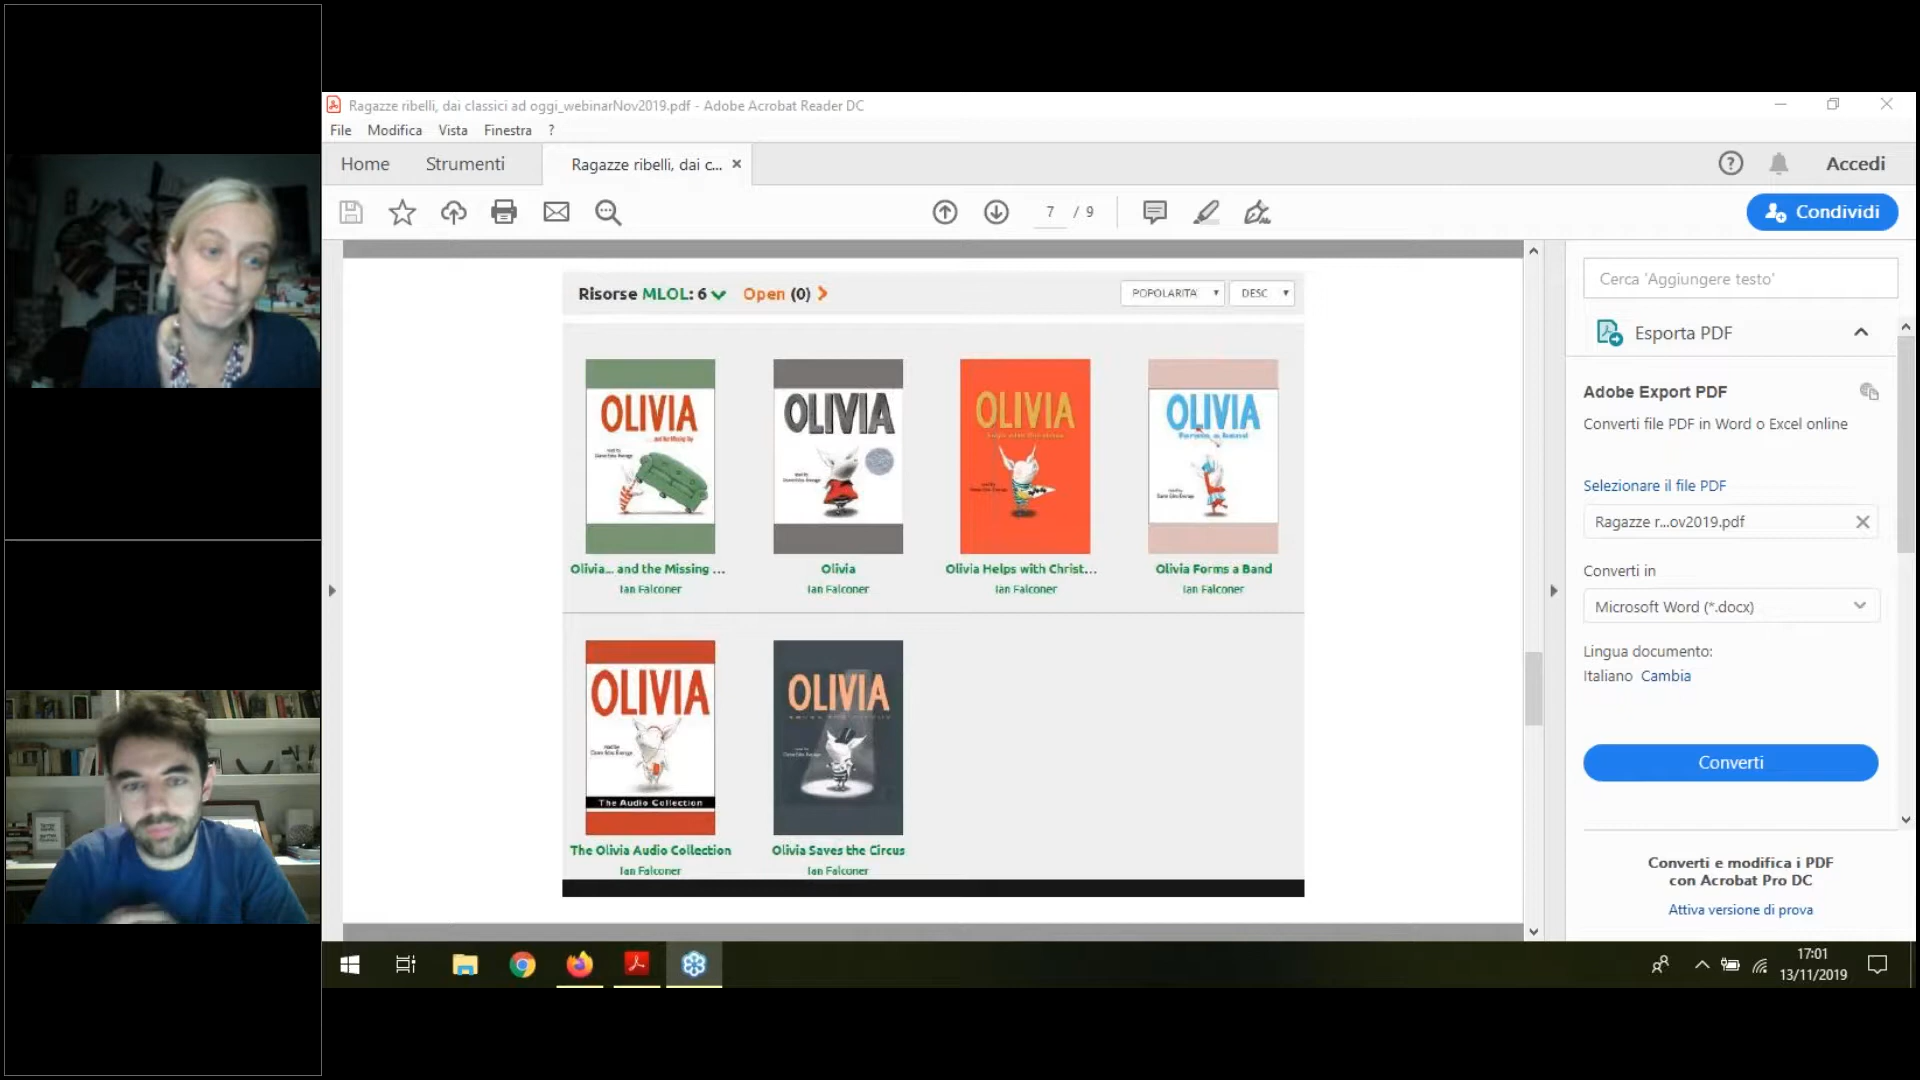 Ragazze ribelli, dai classici ad oggi_webinarNov2019.pdf - Adobe Acrobat Reader DC
File Modifica Vista Finestra ?
Home Strumenti Ragazze ribelli, dai c... Accedi
7 / 9 Condividi
Risorse MLOL: 6 Open (0) POPOLARITA DESC
OLIVIA
OLIVIA
OLIVIA
OLIVIA
Forms a Band
Olivia... and the Missing ...
Ian Falconer
Olivia
Ian Falconer
Olivia Helps with Christ...
Ian Falconer
Olivia Forms a Band
Ian Falconer
OLIVIA
The Audio Collection
OLIVIA
The Olivia Audio Collection
Ian Falconer
Olivia Saves the Circus
Ian Falconer
Cerca 'Aggiungere testo'
Esporta PDF
Adobe Export PDF
Converti file PDF in Word o Excel online
Selezionare il file PDF
Ragazze r...ov2019.pdf
Converti in
Microsoft Word (*.docx)
Lingua documento:
Italiano Cambia
Converti
Converti e modifica i PDF
con Acrobat Pro DC
Attiva versione di prova
17:01
13/11/2019